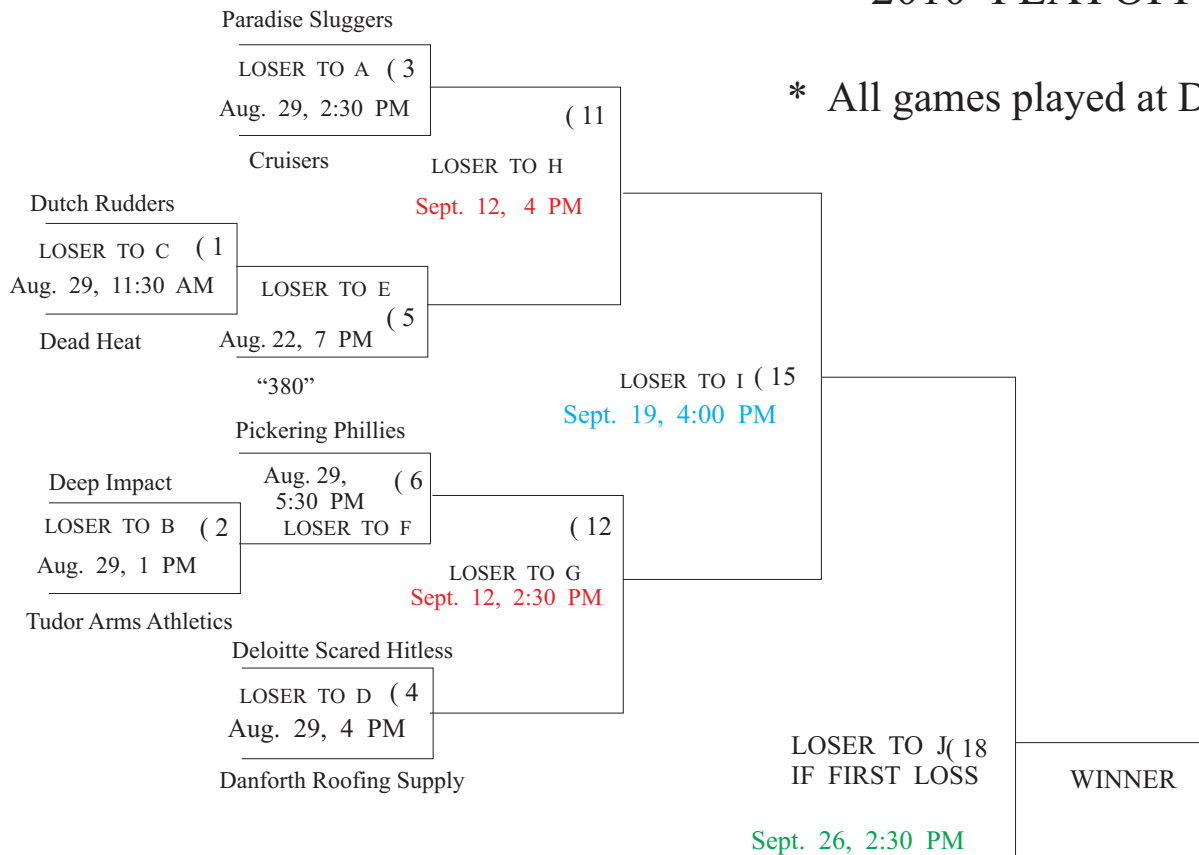 2010 PLAYOFF
* All games played at D
Paradise Sluggers
LOSER TO A ( 3
Aug. 29, 2:30 PM
Cruisers
( 11
LOSER TO H
Sept. 12, 4 PM
Dutch Rudders
LOSER TO C ( 1
Aug. 29, 11:30 AM
Dead Heat
LOSER TO E
( 5
Aug. 22, 7 PM
“380”
LOSER TO I ( 15
Sept. 19, 4:00 PM
Pickering Phillies
Aug. 29, ( 6
5:30 PM
LOSER TO F
Deep Impact
LOSER TO B ( 2
Aug. 29, 1 PM
Tudor Arms Athletics
( 12
LOSER TO G
Sept. 12, 2:30 PM
Deloitte Scared Hitless
LOSER TO D ( 4
Aug. 29, 4 PM
Danforth Roofing Supply
LOSER TO J( 18
IF FIRST LOSS
WINNER
Sept. 26, 2:30 PM